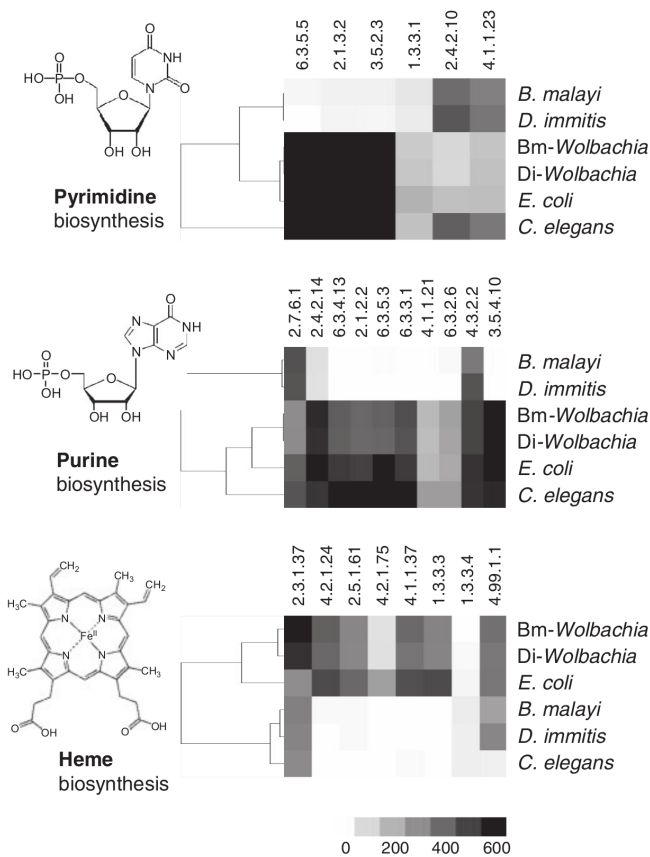 6.3.5.5 2.1.3.2 3.5.2.3 1.3.3.1 2.4.2.10 4.1.1.23
O
NH
O
N
HO P O
O
OH
O
OH OH
Pyrimidine
biosynthesis
B. malayi
D. immitis
Bm-Wolbachia
Di-Wolbachia
E. coli
C. elegans
2.7.6.1 2.4.2.14 6.3.4.13 2.1.2.2 6.3.5.3 6.3.3.1 4.1.1.21 6.3.2.6 4.3.2.2 3.5.4.10
O
N NH
N N
HO P O
O
OH
O
OH OH
Purine
biosynthesis
B. malayi
D. immitis
Bm-Wolbachia
Di-Wolbachia
E. coli
C. elegans
2.3.1.37 4.2.1.24 2.5.1.61 4.2.1.75 4.1.1.37 1.3.3.3 1.3.3.4 4.99.1.1
CH2
CH3
H3C CH2
N N
FeII
N N
H3C CH3
O OH
O OH
Heme
biosynthesis
Bm-Wolbachia
Di-Wolbachia
E. coli
B. malayi
D. immitis
C. elegans
0 200 400 600